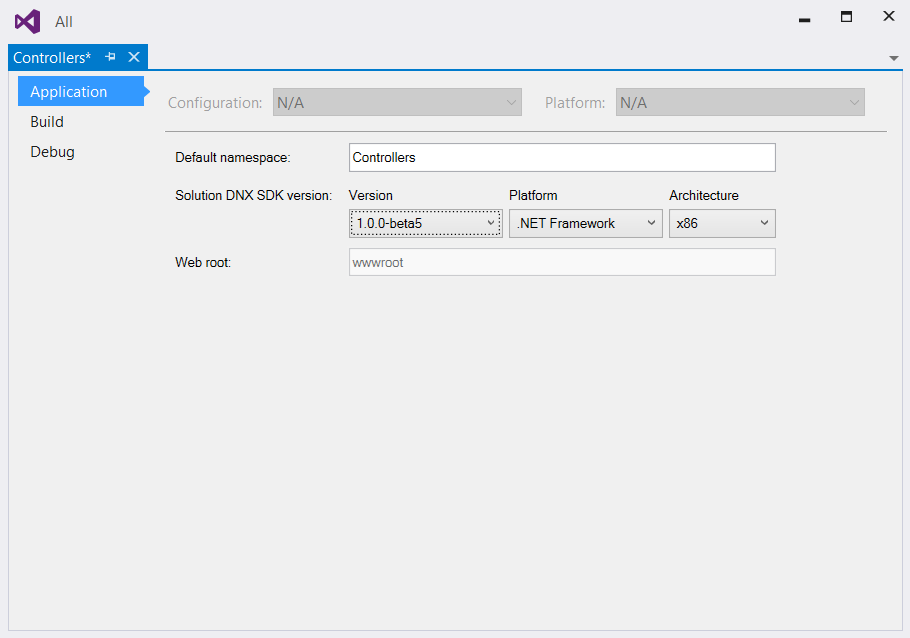 All
Controllers*
Application
Build
Debug
Configuration: N/A Platform: N/A
Default namespace: Controllers
Solution DNX SDK version: Version Platform Architecture
1.0.0-beta5 .NET Framework x86
Web root: wwwroot